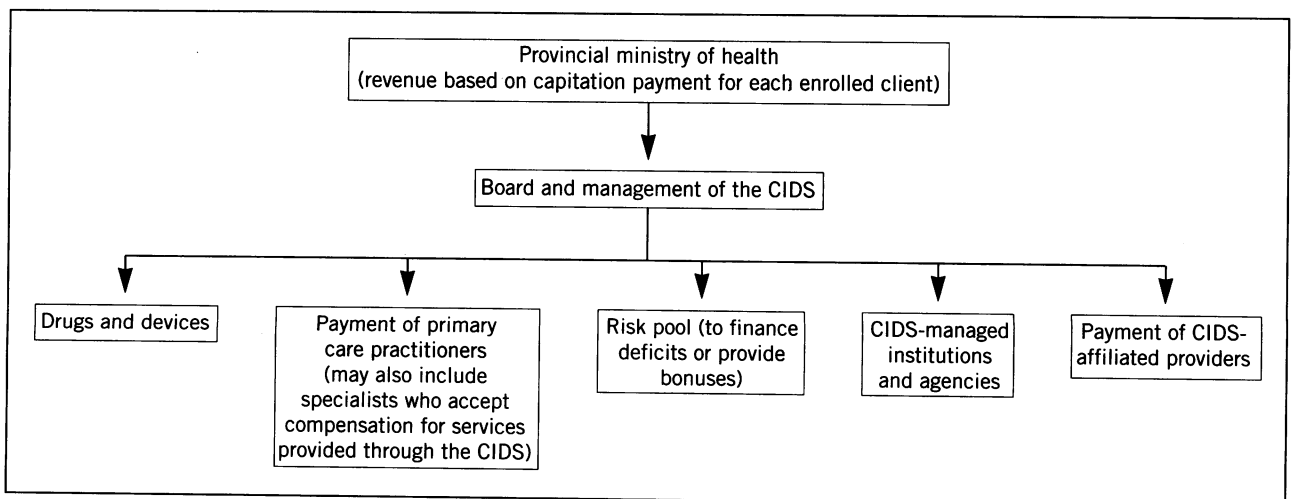 Provincial ministry of health
(revenue based on capitation payment for each enrolled client)
Board and management of the CIDS
Drugs and devices
Payment of primary
care practitioners
(may also include
specialists who accept
compensation for services
provided through the CIDS)
Risk pool (to finance
deficits or provide
bonuses)
CIDS-managed
institutions
and agencies
Payment of CIDS-
affiliated providers